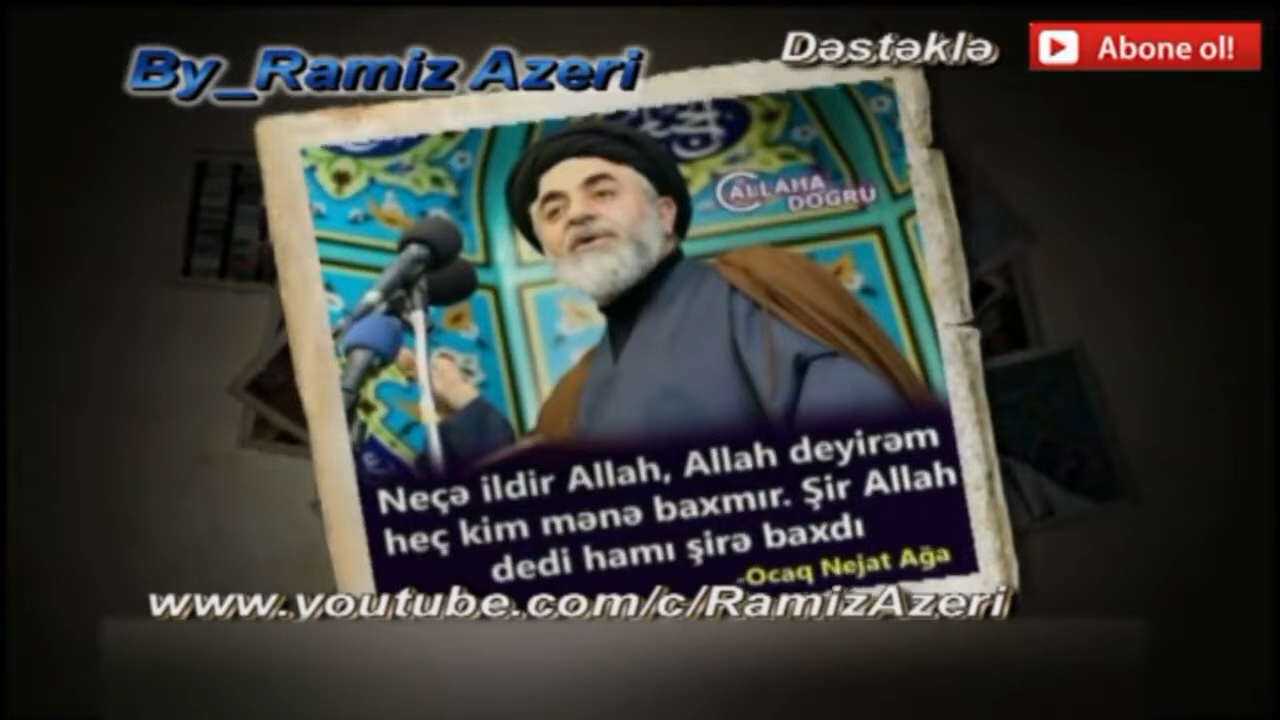 By_Ramiz Azeri
Dəstəklə
Abone ol!
ALLAHA
DOGRU
Neçə ildir Allah, Allah deyirəm
heç kim mənə baxmır. Şir Allah
dedi hamı şirə baxdı
-Ocaq Nejat Ağa
www.youtube.com/c/RamizAzeri